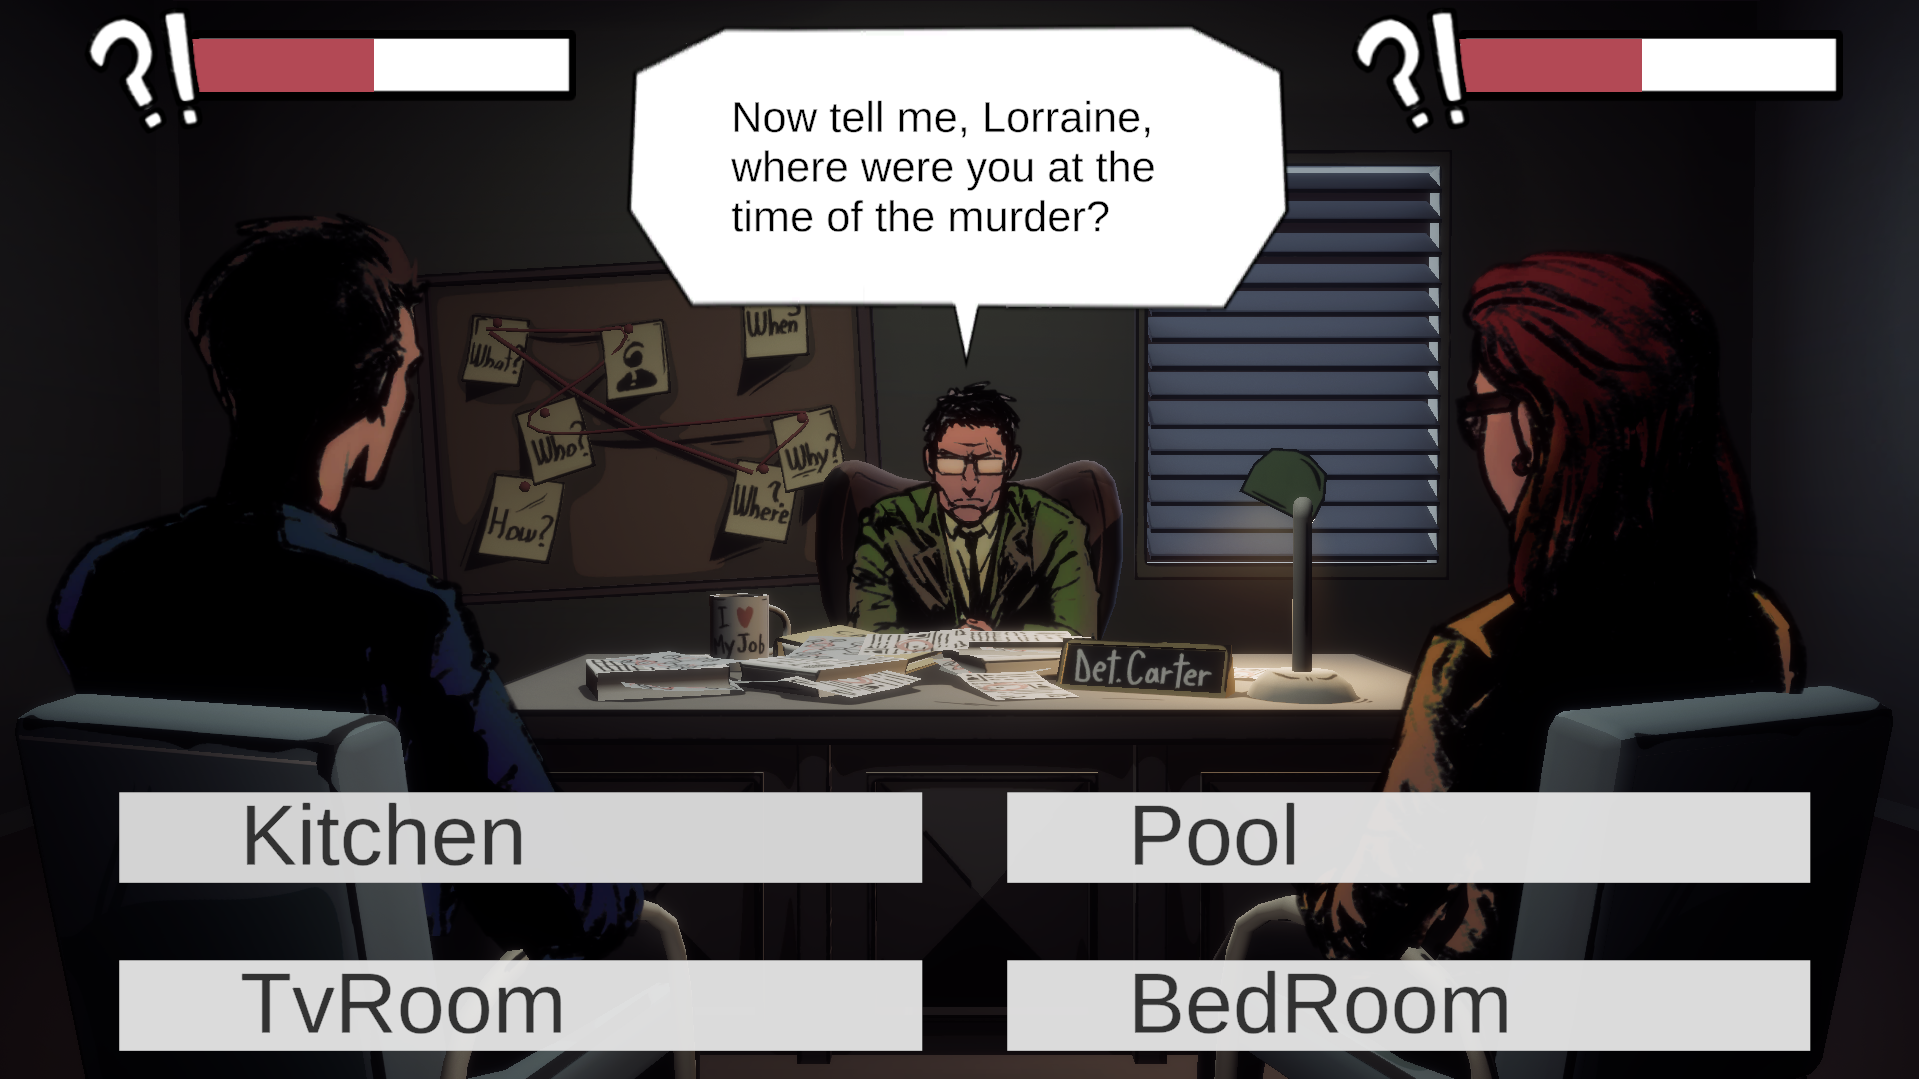 ?!
?!
Now tell me, Lorraine,
where were you at the
time of the murder?
When
?
What?
Who?
Why?
?
Where
How?
I ♥
My Job
Det. Carter
Kitchen
Pool
TvRoom
BedRoom